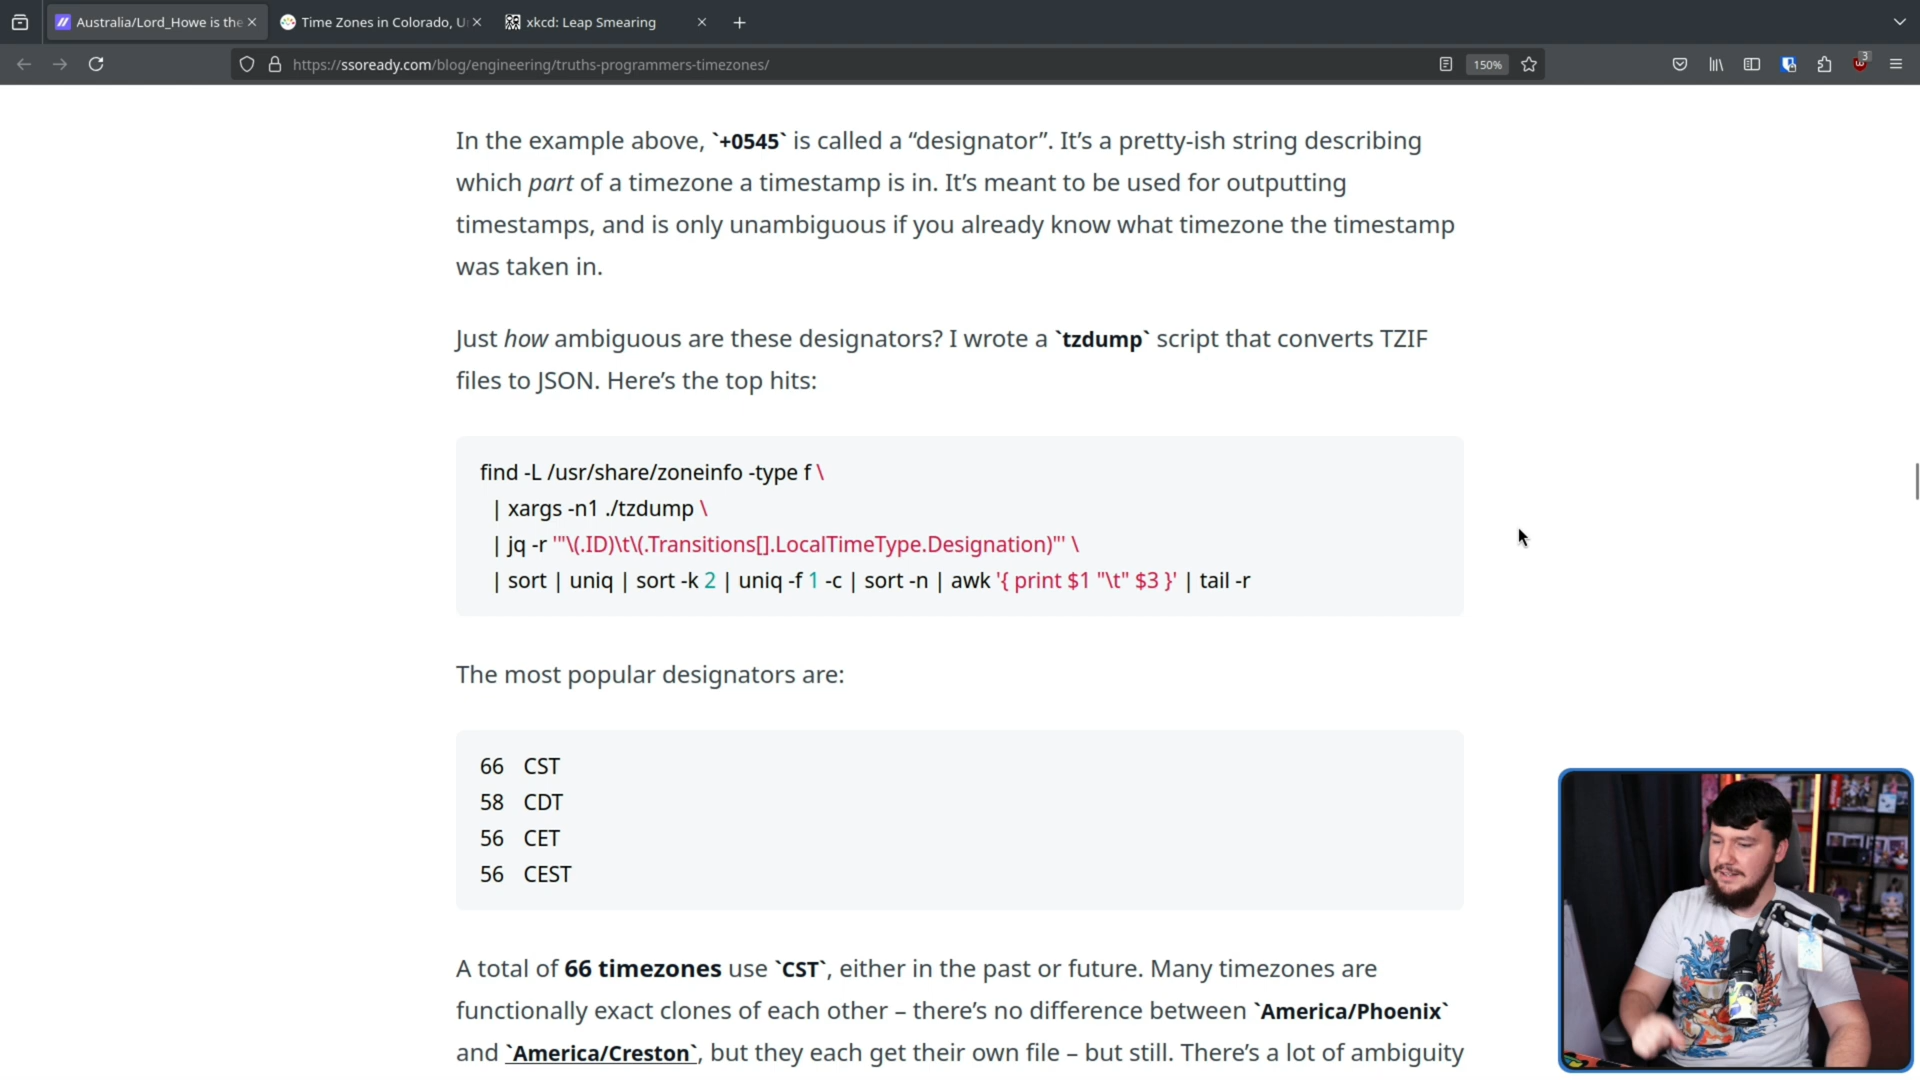 Australia/Lord_Howe is the
Time Zones in Colorado, U
xkcd: Leap Smearing
https://ssoready.com/blog/engineering/truths-programmers-timezones/
150%
3
In the example above, `+0545` is called a “designator”. It’s a pretty-ish string describing
which part of a timezone a timestamp is in. It’s meant to be used for outputting
timestamps, and is only unambiguous if you already know what timezone the timestamp
was taken in.
Just how ambiguous are these designators? I wrote a `tzdump` script that converts TZIF
files to JSON. Here’s the top hits:
find -L /usr/share/zoneinfo -type f \
| xargs -n1 ./tzdump \
| jq -r '"\(.ID)\t\(.Transitions[].LocalTimeType.Designation)"' \
| sort | uniq | sort -k 2 | uniq -f 1 -c | sort -n | awk '{ print $1 "\t" $3 }' | tail -r
The most popular designators are:
66 CST
58 CDT
56 CET
56 CEST
A total of 66 timezones use `CST`, either in the past or future. Many timezones are
functionally exact clones of each other – there’s no difference between `America/Phoenix`
and `America/Creston`, but they each get their own file – but still. There’s a lot of ambiguity